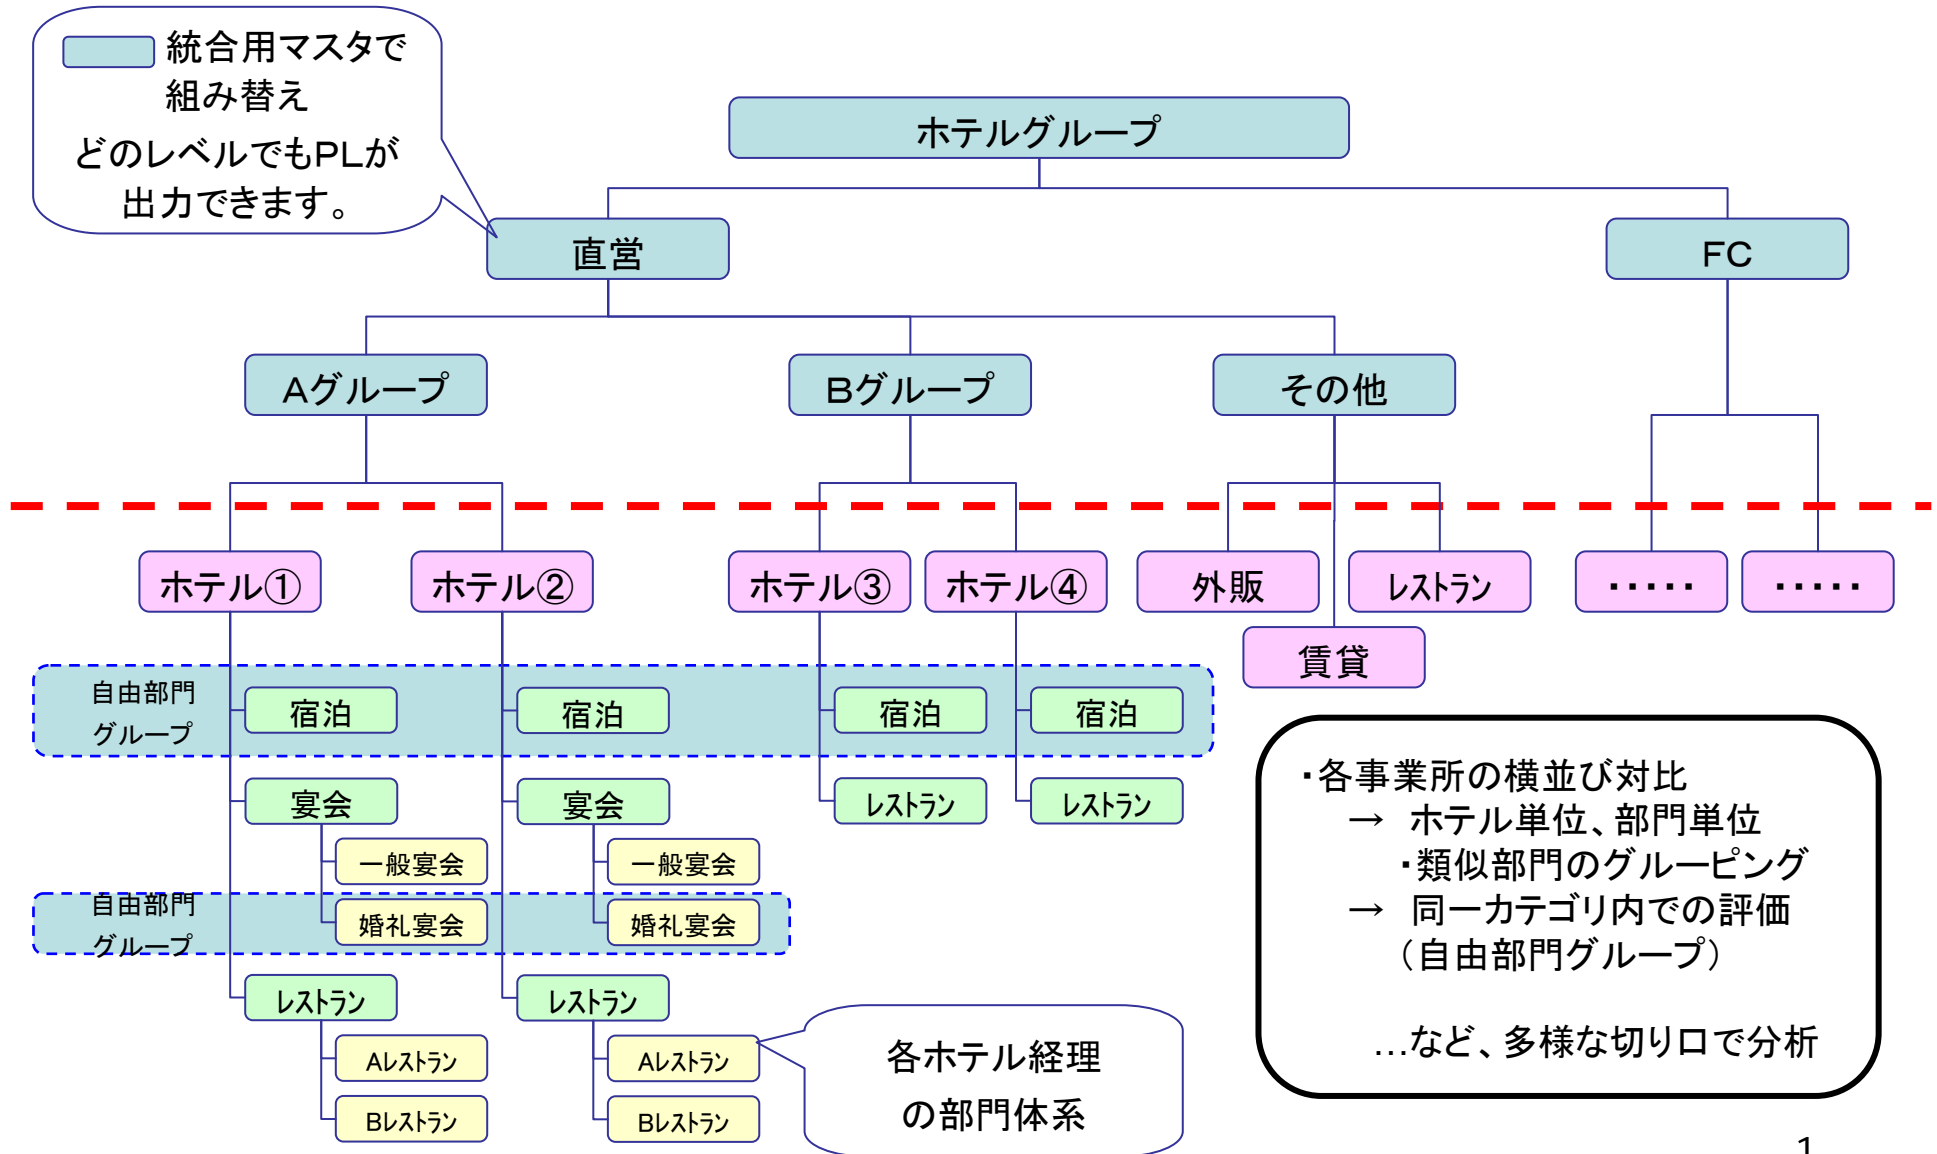 統合用マスタで
組み替え
どのレベルでもPLが
出力できます。
ホテルグループ
直営
FC
Aグループ
Bグループ
その他
ホテル①
ホテル②
ホテル③
ホテル④
外販
レストラン
・・・・・
・・・・・
賃貸
自由部門
グループ
宿泊
宿泊
宿泊
宿泊
宴会
宴会
レストラン
レストラン
一般宴会
一般宴会
自由部門
グループ
婚礼宴会
婚礼宴会
レストラン
レストラン
Aレストラン
Aレストラン
Bレストラン
Bレストラン
各ホテル経理
の部門体系
・各事業所の横並び対比
→ ホテル単位、部門単位
・類似部門のグルーピング
→ 同一カテゴリ内での評価
（自由部門グループ）
…など、多様な切り口で分析
1